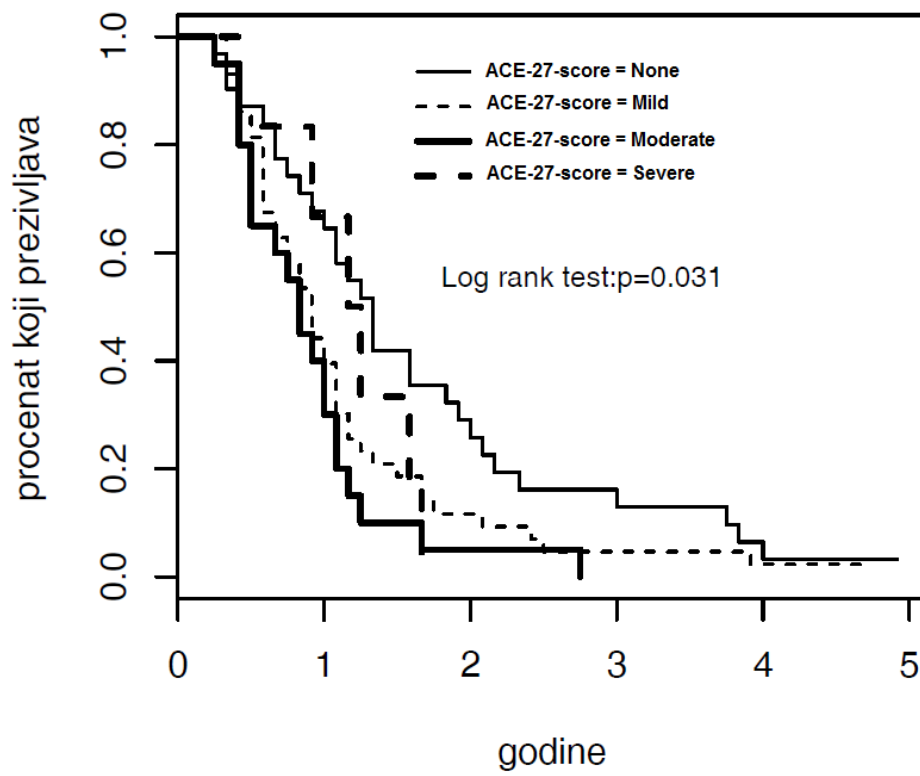 procenat koji prezivljava
1.0
0.8
0.6
0.4
0.2
0.0
ACE-27-score = None
ACE-27-score = Mild
ACE-27-score = Moderate
ACE-27-score = Severe
Log rank test:p=0.031
0 1 2 3 4 5
godine